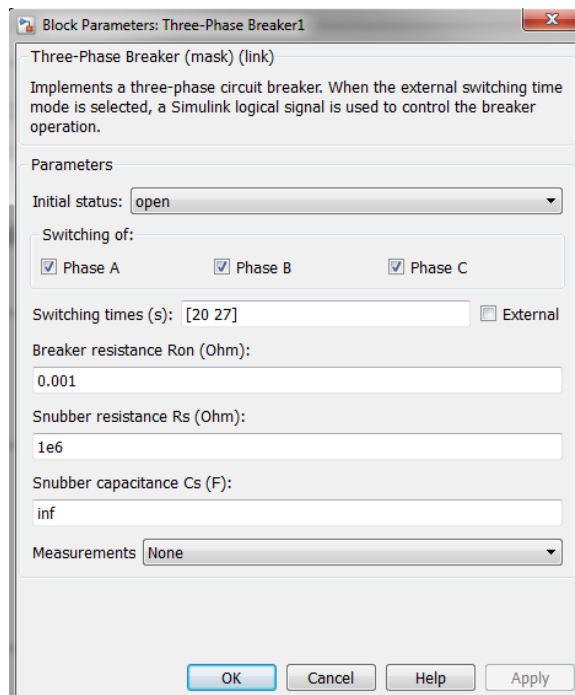 Block Parameters: Three-Phase Breaker1
Three-Phase Breaker (mask) (link)
Implements a three-phase circuit breaker. When the external switching time
mode is selected, a Simulink logical signal is used to control the breaker
operation.
Parameters
Initial status: open
Switching of:
Phase A Phase B Phase C
Switching times (s): [20 27] External
Breaker resistance Ron (Ohm):
0.001
Snubber resistance Rs (Ohm):
1e6
Snubber capacitance Cs (F):
inf
Measurements None
OK Cancel Help Apply